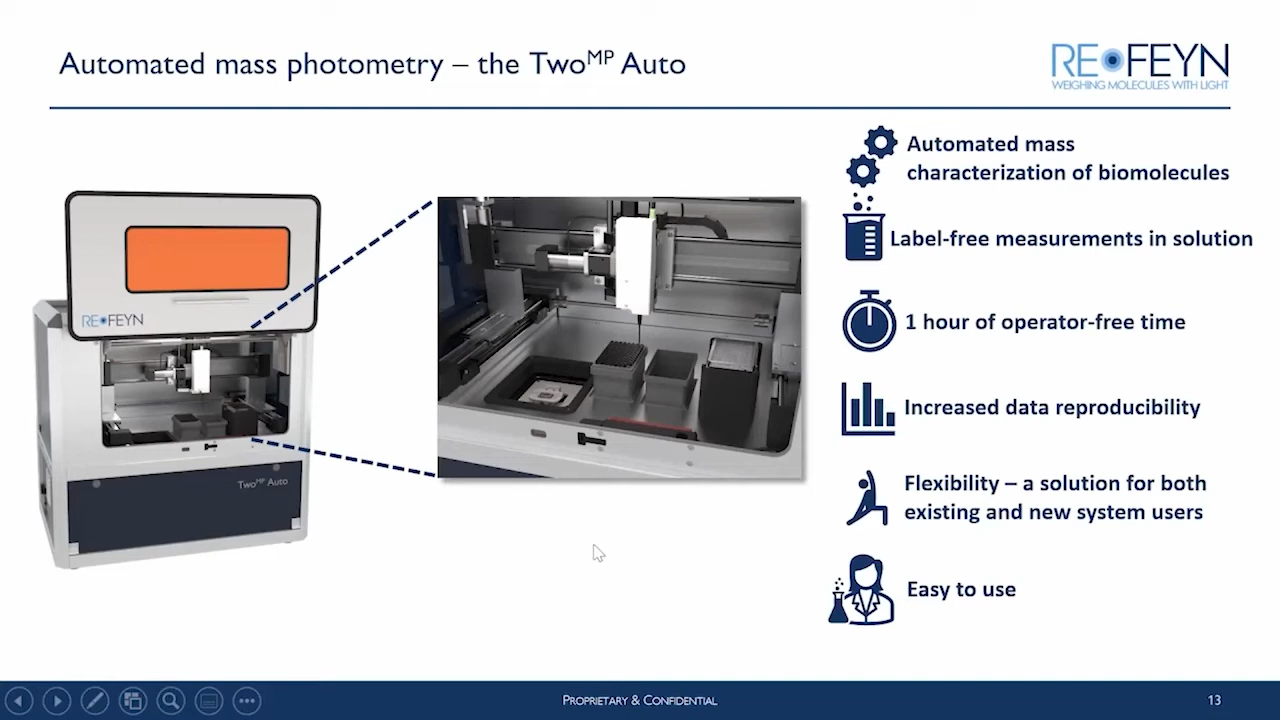 Automated mass photometry – the Twoᴹᴾ Auto
REFEYN
WEIGHING MOLECULES WITH LIGHT
Automated mass
characterization of biomolecules
Label-free measurements in solution
1 hour of operator-free time
Increased data reproducibility
Flexibility – a solution for both
existing and new system users
Easy to use
REFEYN
Twoᴹᴾ Auto
PROPRIETARY & CONFIDENTIAL
13